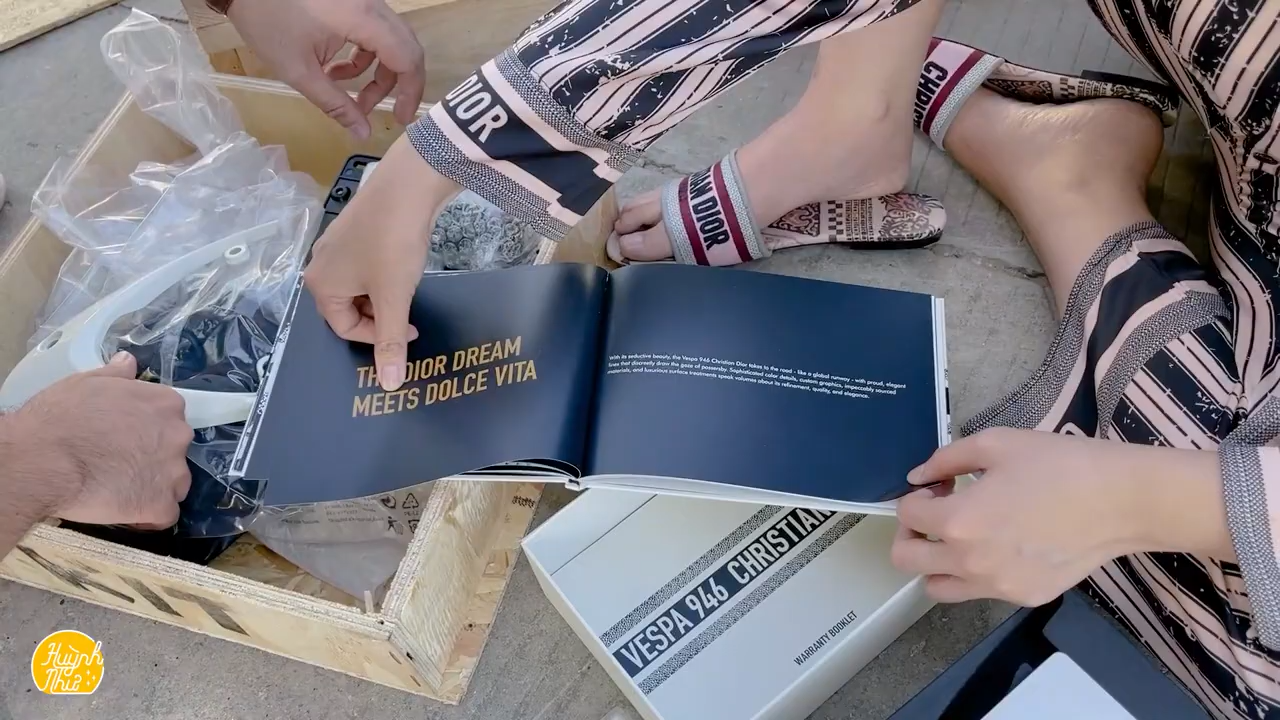 DIOR
CHRIS
AN DIOR
THE DIOR DREAM
MEETS DOLCE VITA
With its seductive beauty, the Vespa 946 Christian Dior takes to the road - like a global runway - with proud, elegant
lines that discreetly draw the gaze of passersby. Sophisticated color details, custom graphics, impeccably sourced
materials, and luxurious surface treatments speak volumes about its refinement, quality, and elegance.
VESPA 946 CHRISTIAN
WARRANTY BOOKLET
Huỳnh
Như